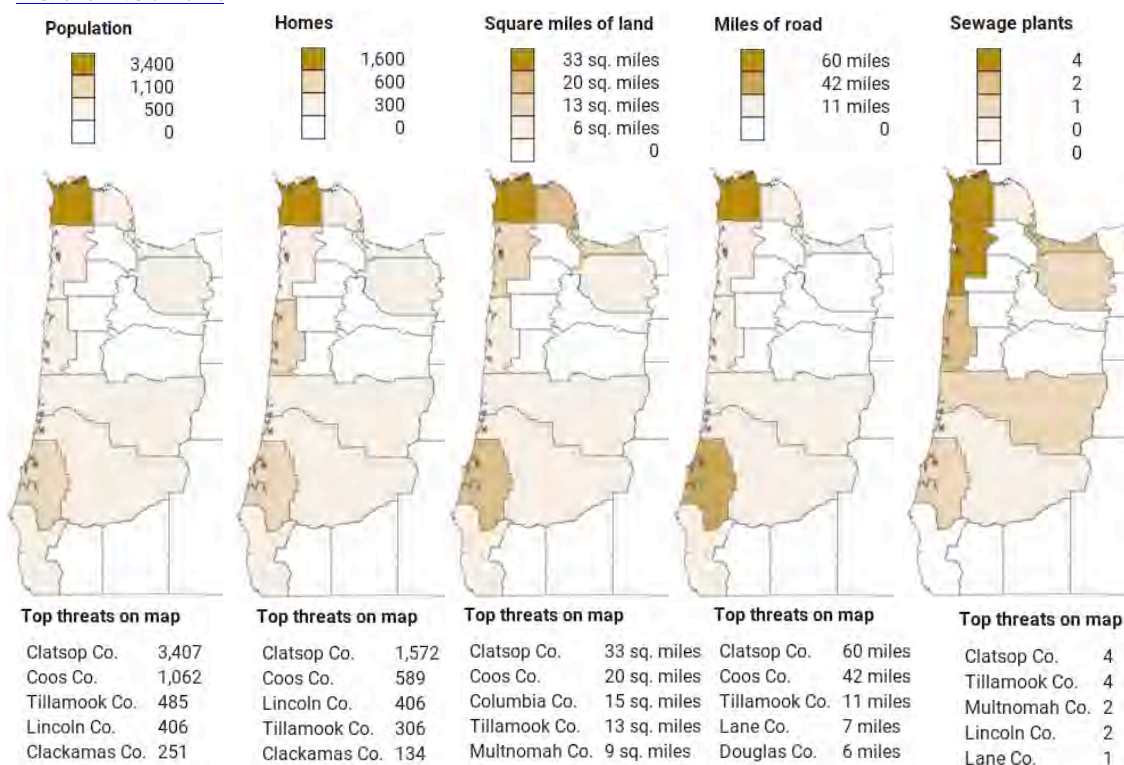 Population
3,400
1,100
500
0
Homes
1,600
600
300
0
Square miles of land
33 sq. miles
20 sq. miles
13 sq. miles
6 sq. miles
0
Miles of road
60 miles
42 miles
11 miles
0
Sewage plants
4
2
1
0
0
Top threats on map
Clatsop Co. 3,407
Coos Co. 1,062
Tillamook Co. 485
Lincoln Co. 406
Clackamas Co. 251
Top threats on map
Clatsop Co. 1,572
Coos Co. 589
Lincoln Co. 406
Tillamook Co. 306
Clackamas Co. 134
Top threats on map
Clatsop Co. 33 sq. miles
Coos Co. 20 sq. miles
Columbia Co. 15 sq. miles
Tillamook Co. 13 sq. miles
Multnomah Co. 9 sq. miles
Top threats on map
Clatsop Co. 60 miles
Coos Co. 42 miles
Tillamook Co. 11 miles
Lane Co. 7 miles
Douglas Co. 6 miles
Top threats on map
Clatsop Co. 4
Tillamook Co. 4
Multnomah Co. 2
Lincoln Co. 2
Lane Co. 1